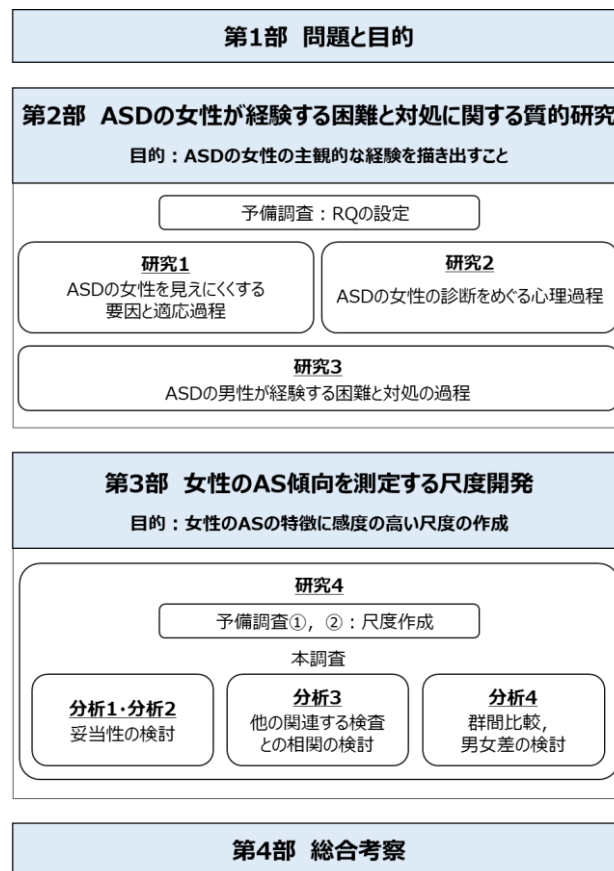 第1部 問題と目的
第2部 ASDの女性が経験する困難と対処に関する質的研究
目的：ASDの女性の主観的な経験を描き出すこと
予備調査：RQの設定
研究1
ASDの女性を見えにくくする
要因と適応過程
研究2
ASDの女性の診断をめぐる心理過程
研究3
ASDの男性が経験する困難と対処の過程
第3部 女性のAS傾向を測定する尺度開発
目的：女性のASの特徴に感度の高い尺度の作成
研究4
予備調査①，②：尺度作成
本調査
分析1・分析2
妥当性の検討
分析3
他の関連する検査
との相関の検討
分析4
群間比較，
男女差の検討
第4部 総合考察